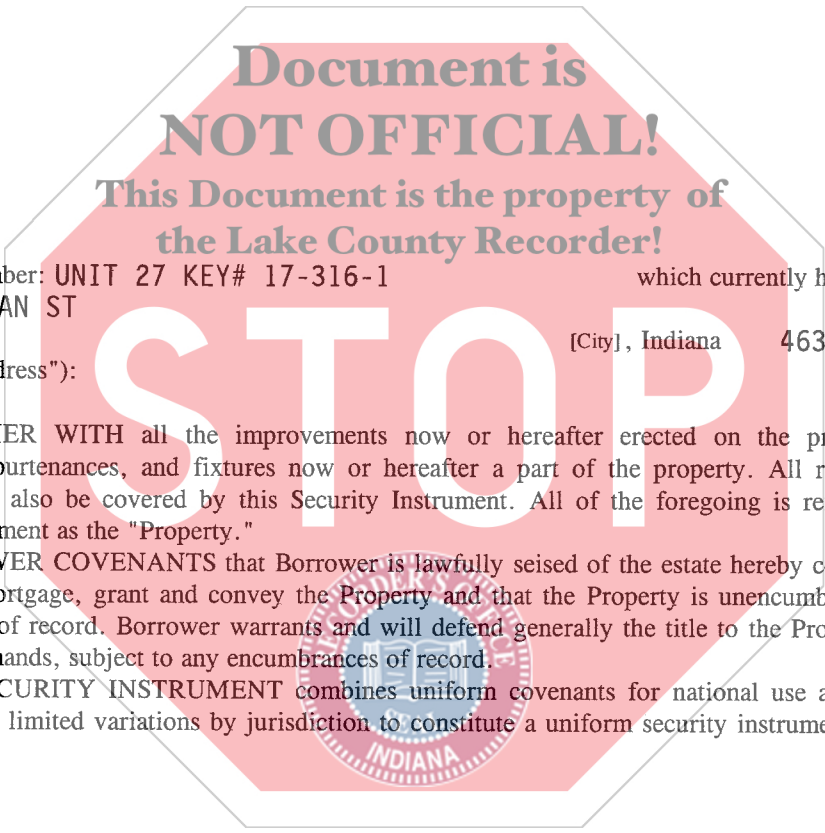 Document is
NOT OFFICIAL!
This Document is the property of
the Lake County Recorder!
ber: UNIT 27 KEY# 17-316-1 which currently h
AN ST
[City], Indiana 463
dress"):
STOP
ER WITH all the improvements now or hereafter erected on the pr
purtenances, and fixtures now or hereafter a part of the property. All r
also be covered by this Security Instrument. All of the foregoing is re
ment as the "Property."
VER COVENANTS that Borrower is lawfully seised of the estate hereby c
ortgage, grant and convey the Property and that the Property is unencumb
of record. Borrower warrants and will defend generally the title to the Pro
ands, subject to any encumbrances of record.
CURITY INSTRUMENT combines uniform covenants for national use a
limited variations by jurisdiction to constitute a uniform security instrume
RECORDER'S OFFICE
INDIANA